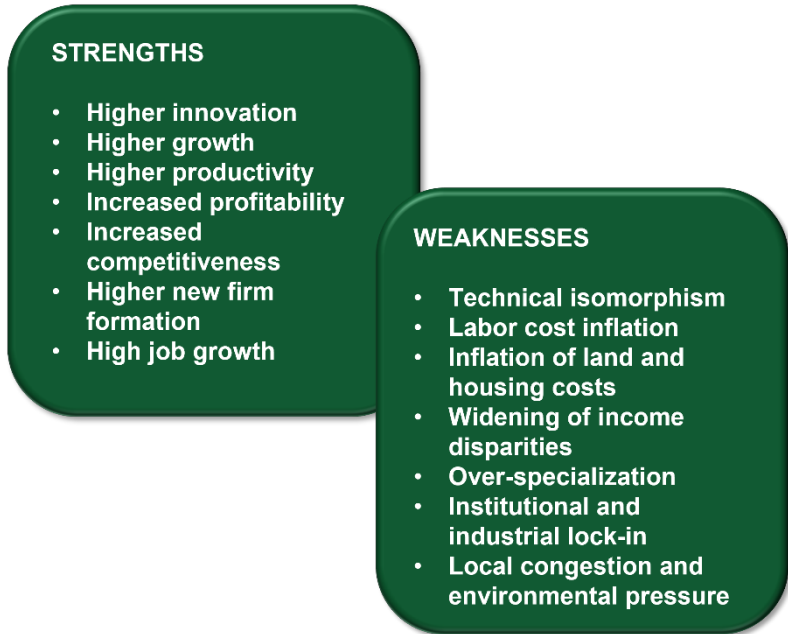 STRENGTHS
• Higher innovation
• Higher growth
• Higher productivity
• Increased profitability
• Increased
competitiveness
• Higher new firm
formation
• High job growth
WEAKNESSES
• Technical isomorphism
• Labor cost inflation
• Inflation of land and
housing costs
• Widening of income
disparities
• Over-specialization
• Institutional and
industrial lock-in
• Local congestion and
environmental pressure